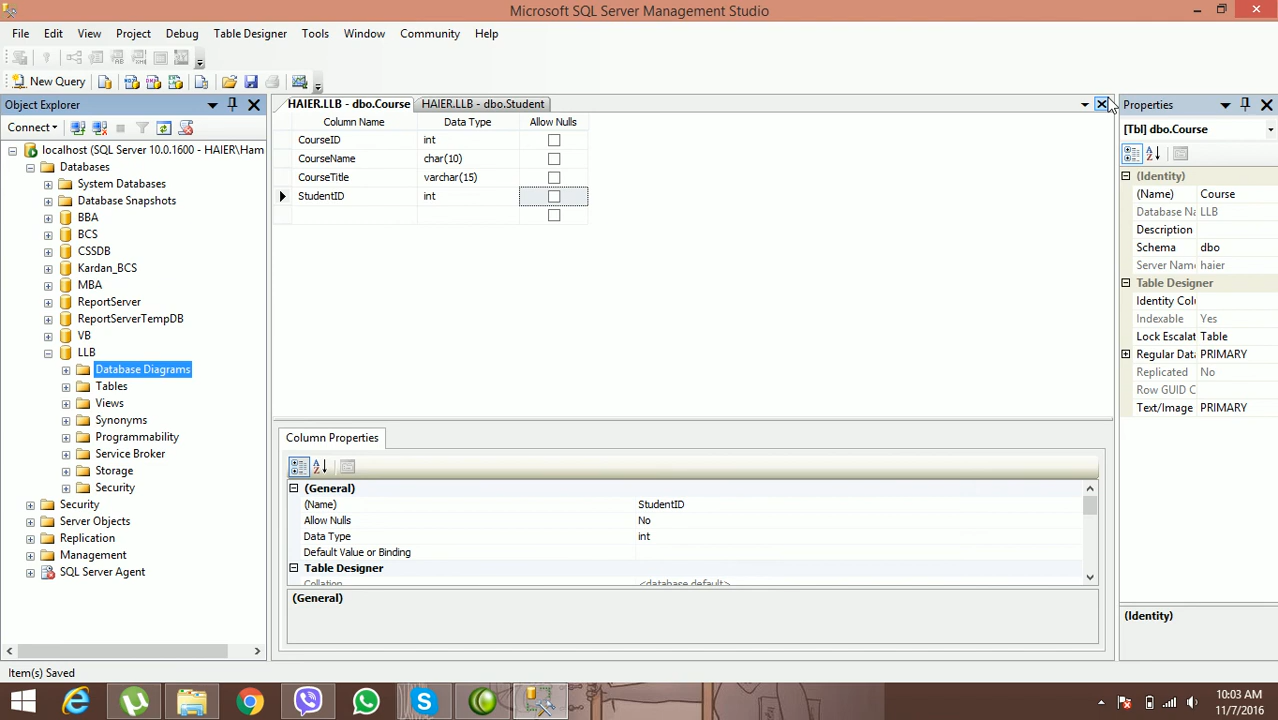 Microsoft SQL Server Management Studio
File Edit View Project Debug Table Designer Tools Window Community Help
New Query
Object Explorer
Connect
localhost (SQL Server 10.0.1600 - HAIER\Ham
Databases
System Databases
Database Snapshots
BBA
BCS
CSSDB
Kardan_BCS
MBA
ReportServer
ReportServerTempDB
VB
LLB
Database Diagrams
Tables
Views
Synonyms
Programmability
Service Broker
Storage
Security
Security
Server Objects
Replication
Management
SQL Server Agent
HAIER.LLB - dbo.Course HAIER.LLB - dbo.Student
Column Name Data Type Allow Nulls
CourseID int
CourseName char(10)
CourseTitle varchar(15)
StudentID int
Column Properties
(General)
(Name) StudentID
Allow Nulls No
Data Type int
Default Value or Binding
Table Designer
Collation <database default>
(General)
Properties
[Tbl] dbo.Course
(Identity)
(Name) Course
Database Na LLB
Description
Schema dbo
Server Name haier
Table Designer
Identity Colu
Indexable Yes
Lock Escalat Table
Regular Data PRIMARY
Replicated No
Row GUID C
Text/Image PRIMARY
(Identity)
Item(s) Saved
10:03 AM
11/7/2016